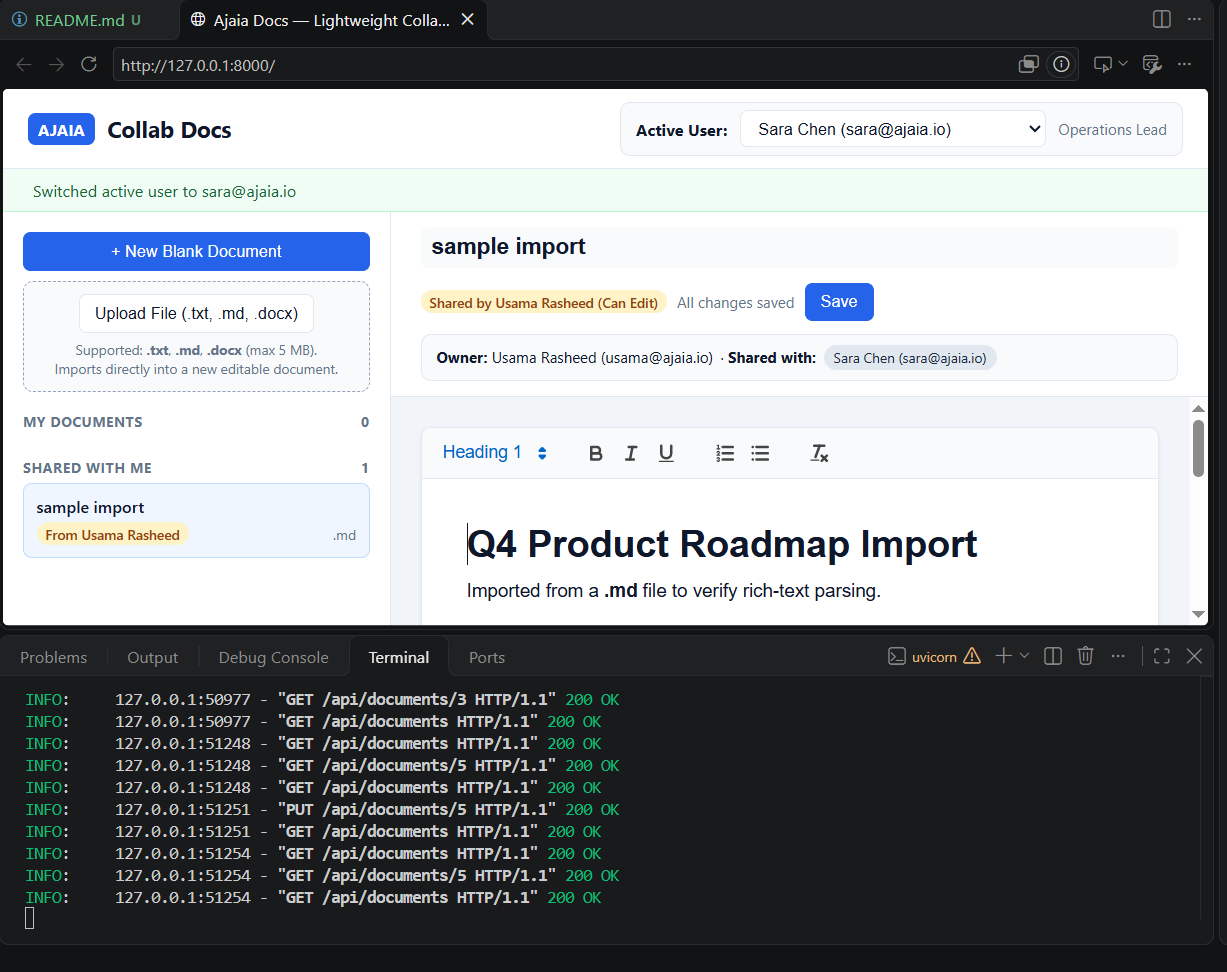 README.md U
Ajaia Docs — Lightweight Colla...
http://127.0.0.1:8000/
AJAIA Collab Docs
Active User: Sara Chen (sara@ajaia.io) Operations Lead
Switched active user to sara@ajaia.io
+ New Blank Document
Upload File (.txt, .md, .docx)
Supported: .txt, .md, .docx (max 5 MB).
Imports directly into a new editable document.
MY DOCUMENTS 0
SHARED WITH ME 1
sample import
From Usama Rasheed .md
sample import
Shared by Usama Rasheed (Can Edit) All changes saved Save
Owner: Usama Rasheed (usama@ajaia.io) · Shared with: Sara Chen (sara@ajaia.io)
Heading 1 B I U
Q4 Product Roadmap Import
Imported from a .md file to verify rich-text parsing.
Problems Output Debug Console Terminal Ports
uvicorn
INFO: 127.0.0.1:50977 - "GET /api/documents/3 HTTP/1.1" 200 OK
INFO: 127.0.0.1:50977 - "GET /api/documents HTTP/1.1" 200 OK
INFO: 127.0.0.1:51248 - "GET /api/documents HTTP/1.1" 200 OK
INFO: 127.0.0.1:51248 - "GET /api/documents/5 HTTP/1.1" 200 OK
INFO: 127.0.0.1:51248 - "GET /api/documents HTTP/1.1" 200 OK
INFO: 127.0.0.1:51251 - "PUT /api/documents/5 HTTP/1.1" 200 OK
INFO: 127.0.0.1:51251 - "GET /api/documents HTTP/1.1" 200 OK
INFO: 127.0.0.1:51254 - "GET /api/documents HTTP/1.1" 200 OK
INFO: 127.0.0.1:51254 - "GET /api/documents/5 HTTP/1.1" 200 OK
INFO: 127.0.0.1:51254 - "GET /api/documents HTTP/1.1" 200 OK